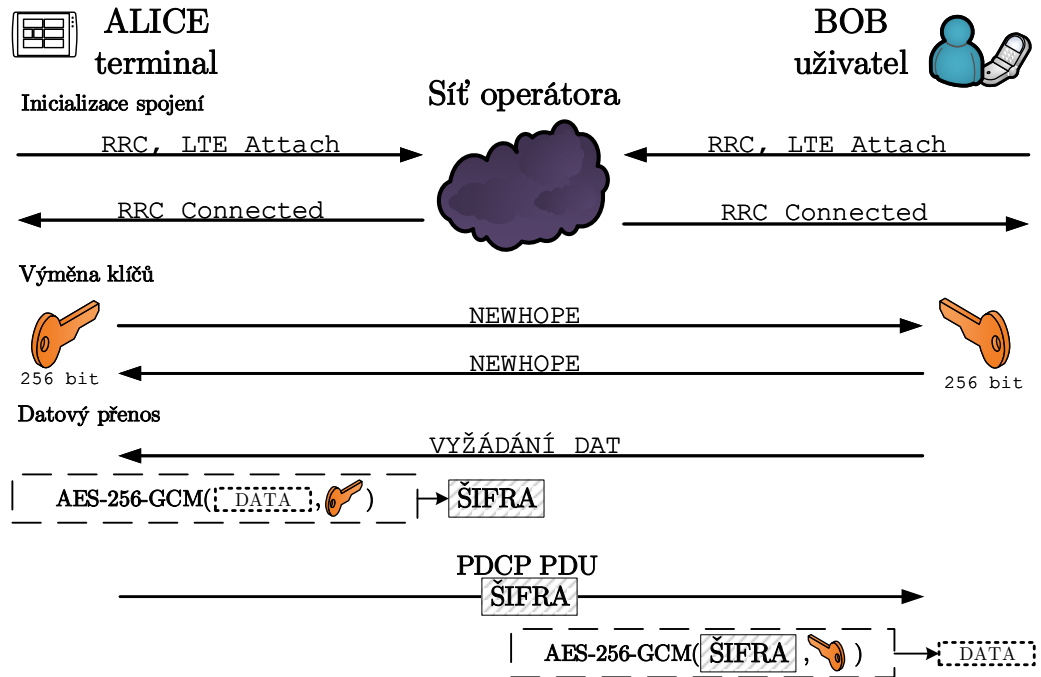 ALICE
terminal
BOB
uživatel
Síť operátora
Inicializace spojení
RRC, LTE Attach
RRC, LTE Attach
RRC Connected
RRC Connected
Výměna klíčů
NEWHOPE
NEWHOPE
256 bit
256 bit
Datový přenos
VYŽÁDÁNÍ DAT
AES-256-GCM( DATA , ) ŠIFRA
PDCP PDU
ŠIFRA
AES-256-GCM( ŠIFRA , ) DATA